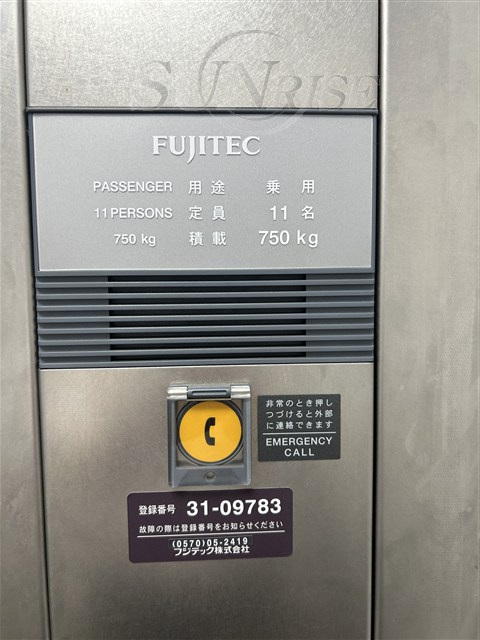 SUNRISE
FUJITEC
PASSENGER 用途 乗用
11 PERSONS 定員 11 名
750 kg 積載 750 kg
非常のとき押し
つづけると外部
に連絡できます
EMERGENCY
CALL
登録番号 31-09783
故障の際は登録番号をお知らせください
(0570)05-2419
フジテック株式会社